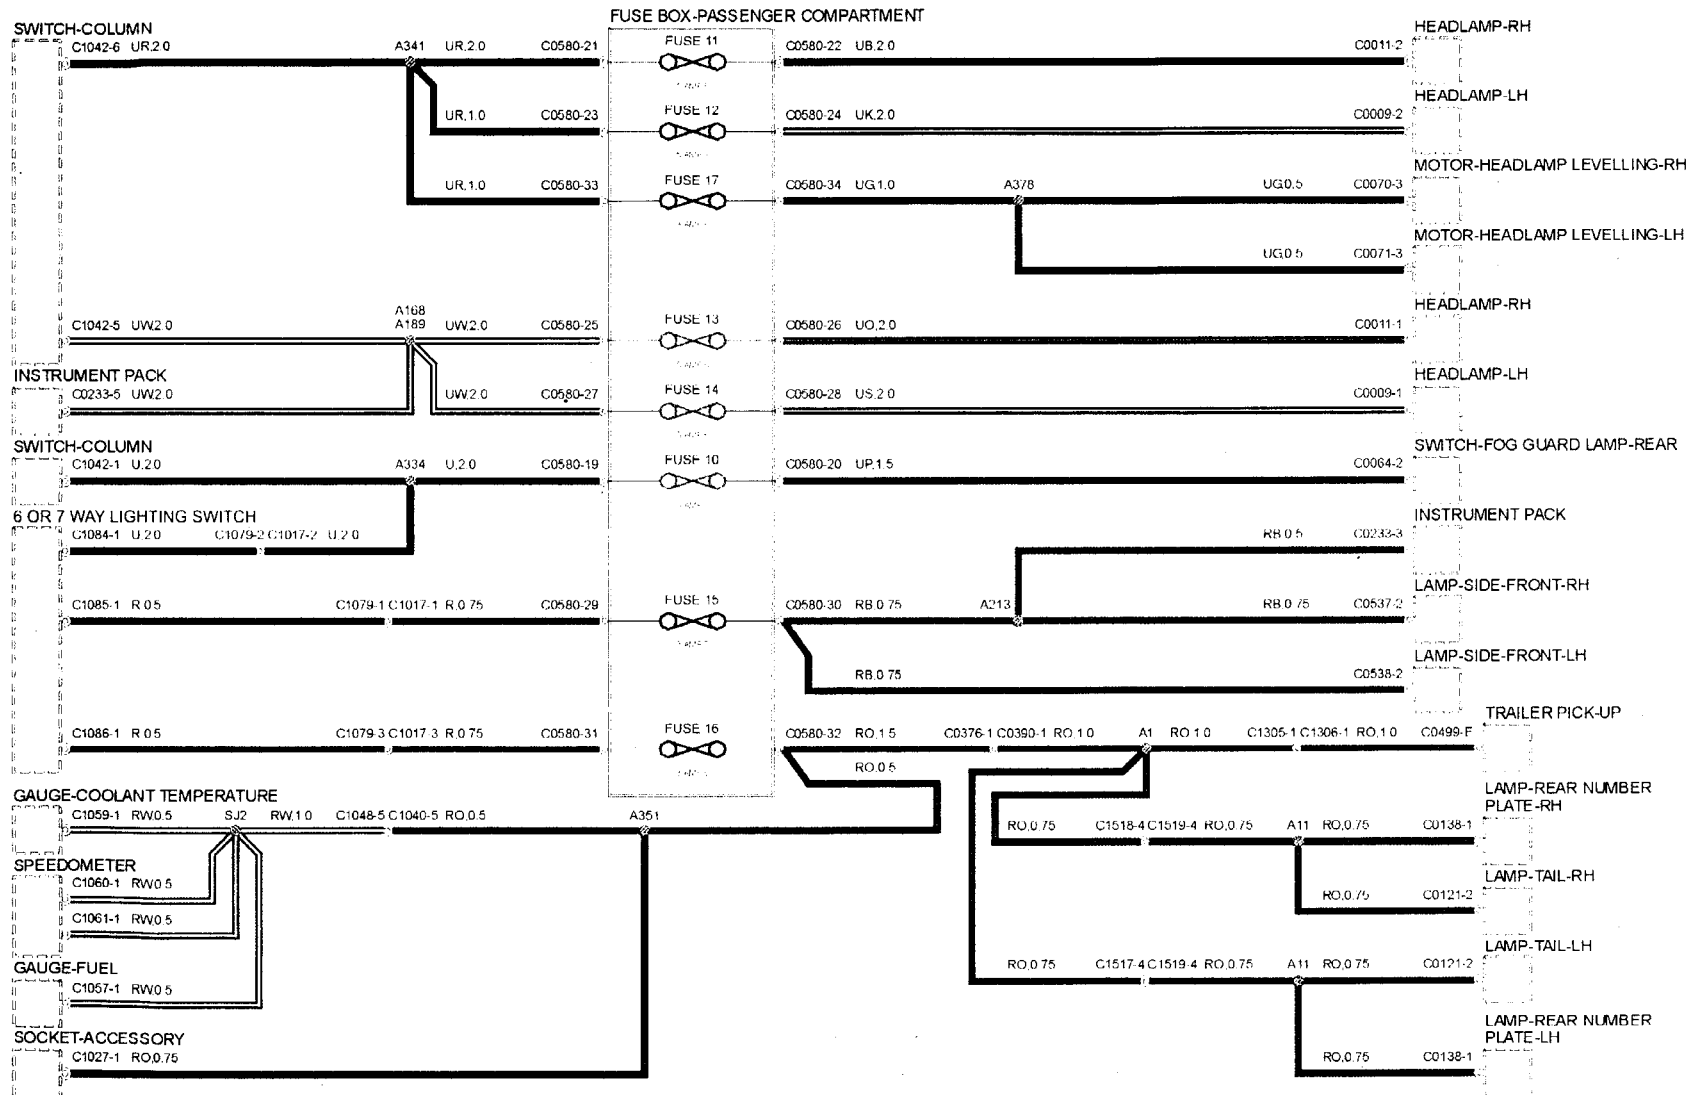 FUSE BOX-PASSENGER COMPARTMENT
SWITCH-COLUMN
HEADLAMP-RH
C1042-6 UR,2.0 A341 UR,2.0 C0580-21 FUSE 11 C0580-22 UB,2.0 C0011-2
HEADLAMP-LH
UR,1.0 C0580-23 FUSE 12 C0580-24 UK,2.0 C0009-2
MOTOR-HEADLAMP LEVELLING-RH
UR,1.0 C0580-33 FUSE 17 C0580-34 UG,1.0 A378 UG,0.5 C0070-3
MOTOR-HEADLAMP LEVELLING-LH
UG,0.5 C0071-3
HEADLAMP-RH
A168
C1042-5 UW,2.0 A189 UW,2.0 C0580-25 FUSE 13 C0580-26 UO,2.0 C0011-1
INSTRUMENT PACK
HEADLAMP-LH
C0233-5 UW,2.0 UW,2.0 C0580-27 FUSE 14 C0580-28 US,2.0 C0009-1
SWITCH-COLUMN
SWITCH-FOG GUARD LAMP-REAR
C1042-1 U,2.0 A334 U,2.0 C0580-19 FUSE 10 C0580-20 UP,1.5 C0064-2
6 OR 7 WAY LIGHTING SWITCH
INSTRUMENT PACK
C1084-1 U,2.0 C1079-2 C1017-2 U,2.0 RB,0.5 C0233-3
LAMP-SIDE-FRONT-RH
C1085-1 R,0.5 C1079-1 C1017-1 R,0.75 C0580-29 FUSE 15 C0580-30 RB,0.75 A213 RB,0.75 C0537-2
LAMP-SIDE-FRONT-LH
RB,0.75 C0538-2
TRAILER PICK-UP
C1086-1 R,0.5 C1079-3 C1017-3 R,0.75 C0580-31 FUSE 16 C0580-32 RO,1.5 C0376-1 C0390-1 RO,1.0 A1 RO,1.0 C1305-1 C1306-1 RO,1.0 C0499-E
RO,0.5
GAUGE-COOLANT TEMPERATURE
LAMP-REAR NUMBER
PLATE-RH
C1059-1 RW,0.5 SJ2 RW,1.0 C1048-5 C1040-5 RO,0.5 A351
RO,0.75 C1518-4 C1519-4 RO,0.75 A11 RO,0.75 C0138-1
SPEEDOMETER
LAMP-TAIL-RH
C1060-1 RW,0.5
RO,0.75 C0121-2
C1061-1 RW,0.5
LAMP-TAIL-LH
GAUGE-FUEL
RO,0.75 C1517-4 C1519-4 RO,0.75 A11 RO,0.75 C0121-2
C1057-1 RW,0.5
LAMP-REAR NUMBER
PLATE-LH
SOCKET-ACCESSORY
C1027-1 RO,0.75
RO,0.75 C0138-1